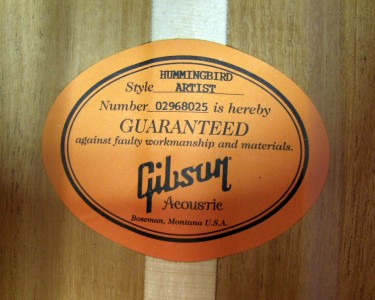 HUMMINGBIRD
Style ARTIST
Number 02968025 is hereby
GUARANTEED
against faulty workmanship and materials.
Gibson
Acoustic
Bozeman, Montana U.S.A.